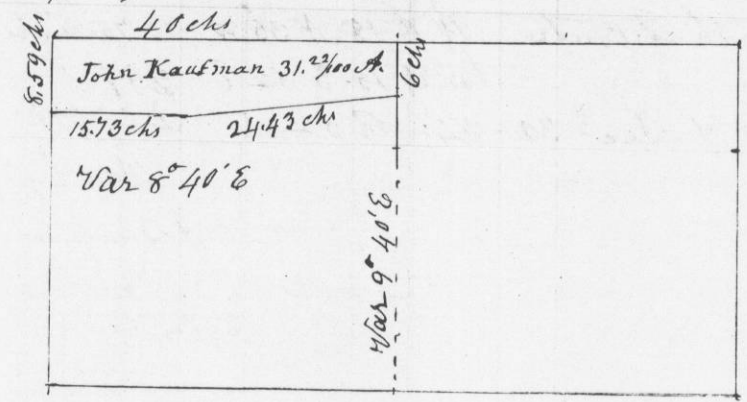 40 chs
8.59 chs
John Kaufman 31.22/100 A.
6 chs
15.73 chs
24.43 chs
Var 8° 40' E
Var 9° 40' E